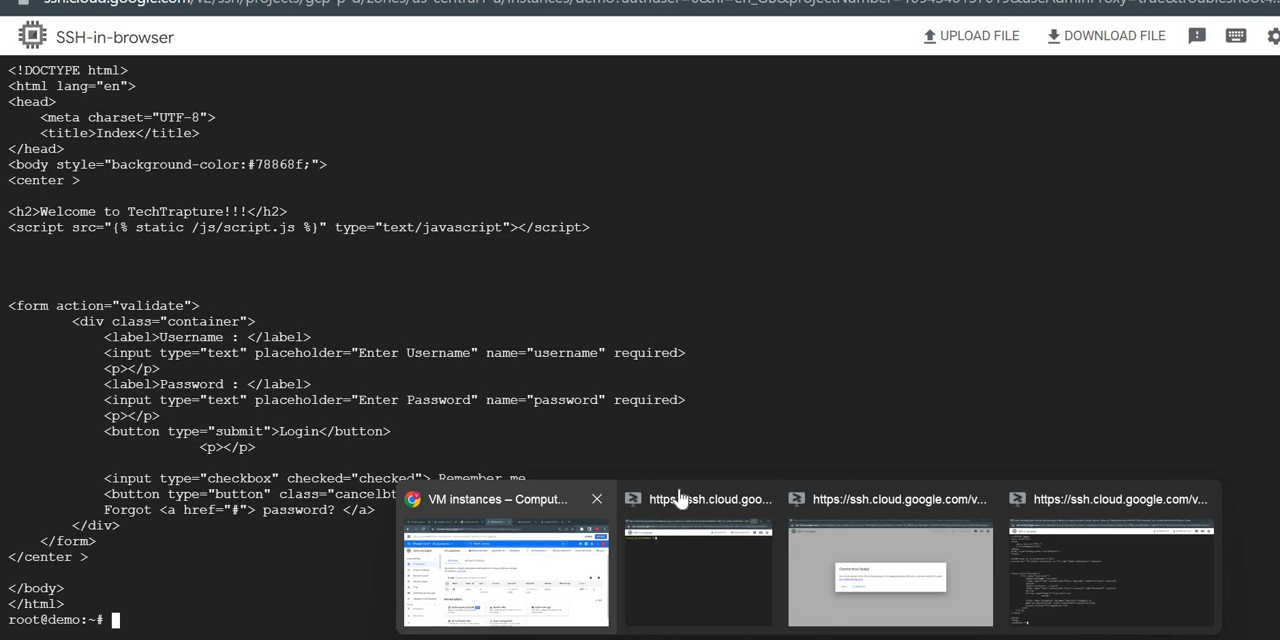 SSH-in-browser
UPLOAD FILE
DOWNLOAD FILE
<!DOCTYPE html>
<html lang="en">
<head>
    <meta charset="UTF-8">
    <title>Index</title>
</head>
<body style="background-color:#78868f;">
<center >
<h2>Welcome to TechTrapture!!!</h2>
<script src="{% static /js/script.js %}" type="text/javascript"></script>
<form action="validate">
        <div class="container">
            <label>Username : </label>
            <input type="text" placeholder="Enter Username" name="username" required>
            <p></p>
            <label>Password : </label>
            <input type="text" placeholder="Enter Password" name="password" required>
            <p></p>
            <button type="submit">Login</button>
                        <p></p>
            <input type="checkbox" checked="checked"> Remember me
            <button type="button" class="cancelbt
            Forgot <a href="#"> password? </a>
        </div>
    </form>
</center >
</body>
</html>
root@demo:~#
VM instances – Comput...
https://ssh.cloud.goo...
https://ssh.cloud.google.com/v...
https://ssh.cloud.google.com/v...
Connection failed